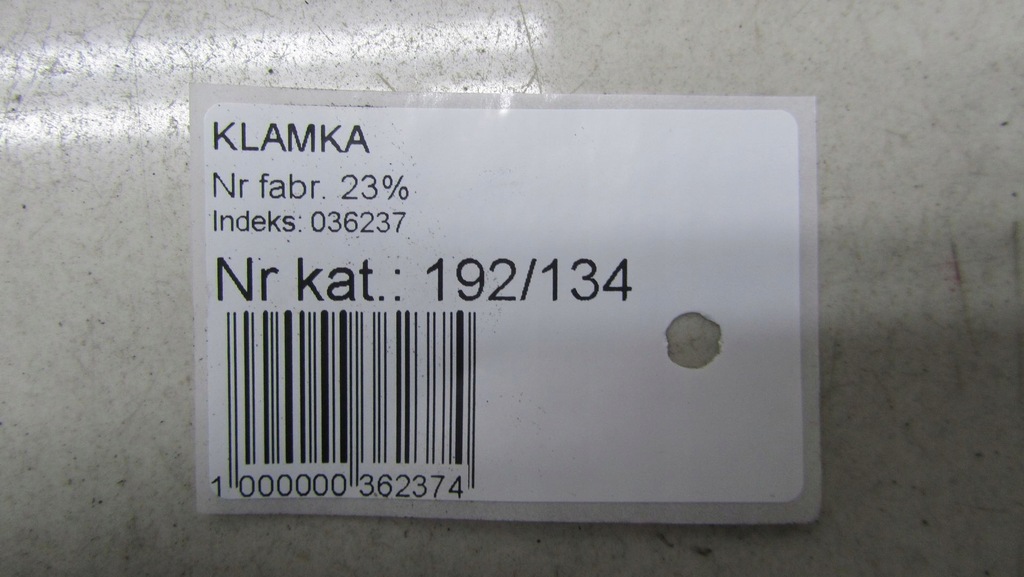 KLAMKA
Nr fabr. 23%
Indeks: 036237
Nr kat.: 192/134
1 000000 362374